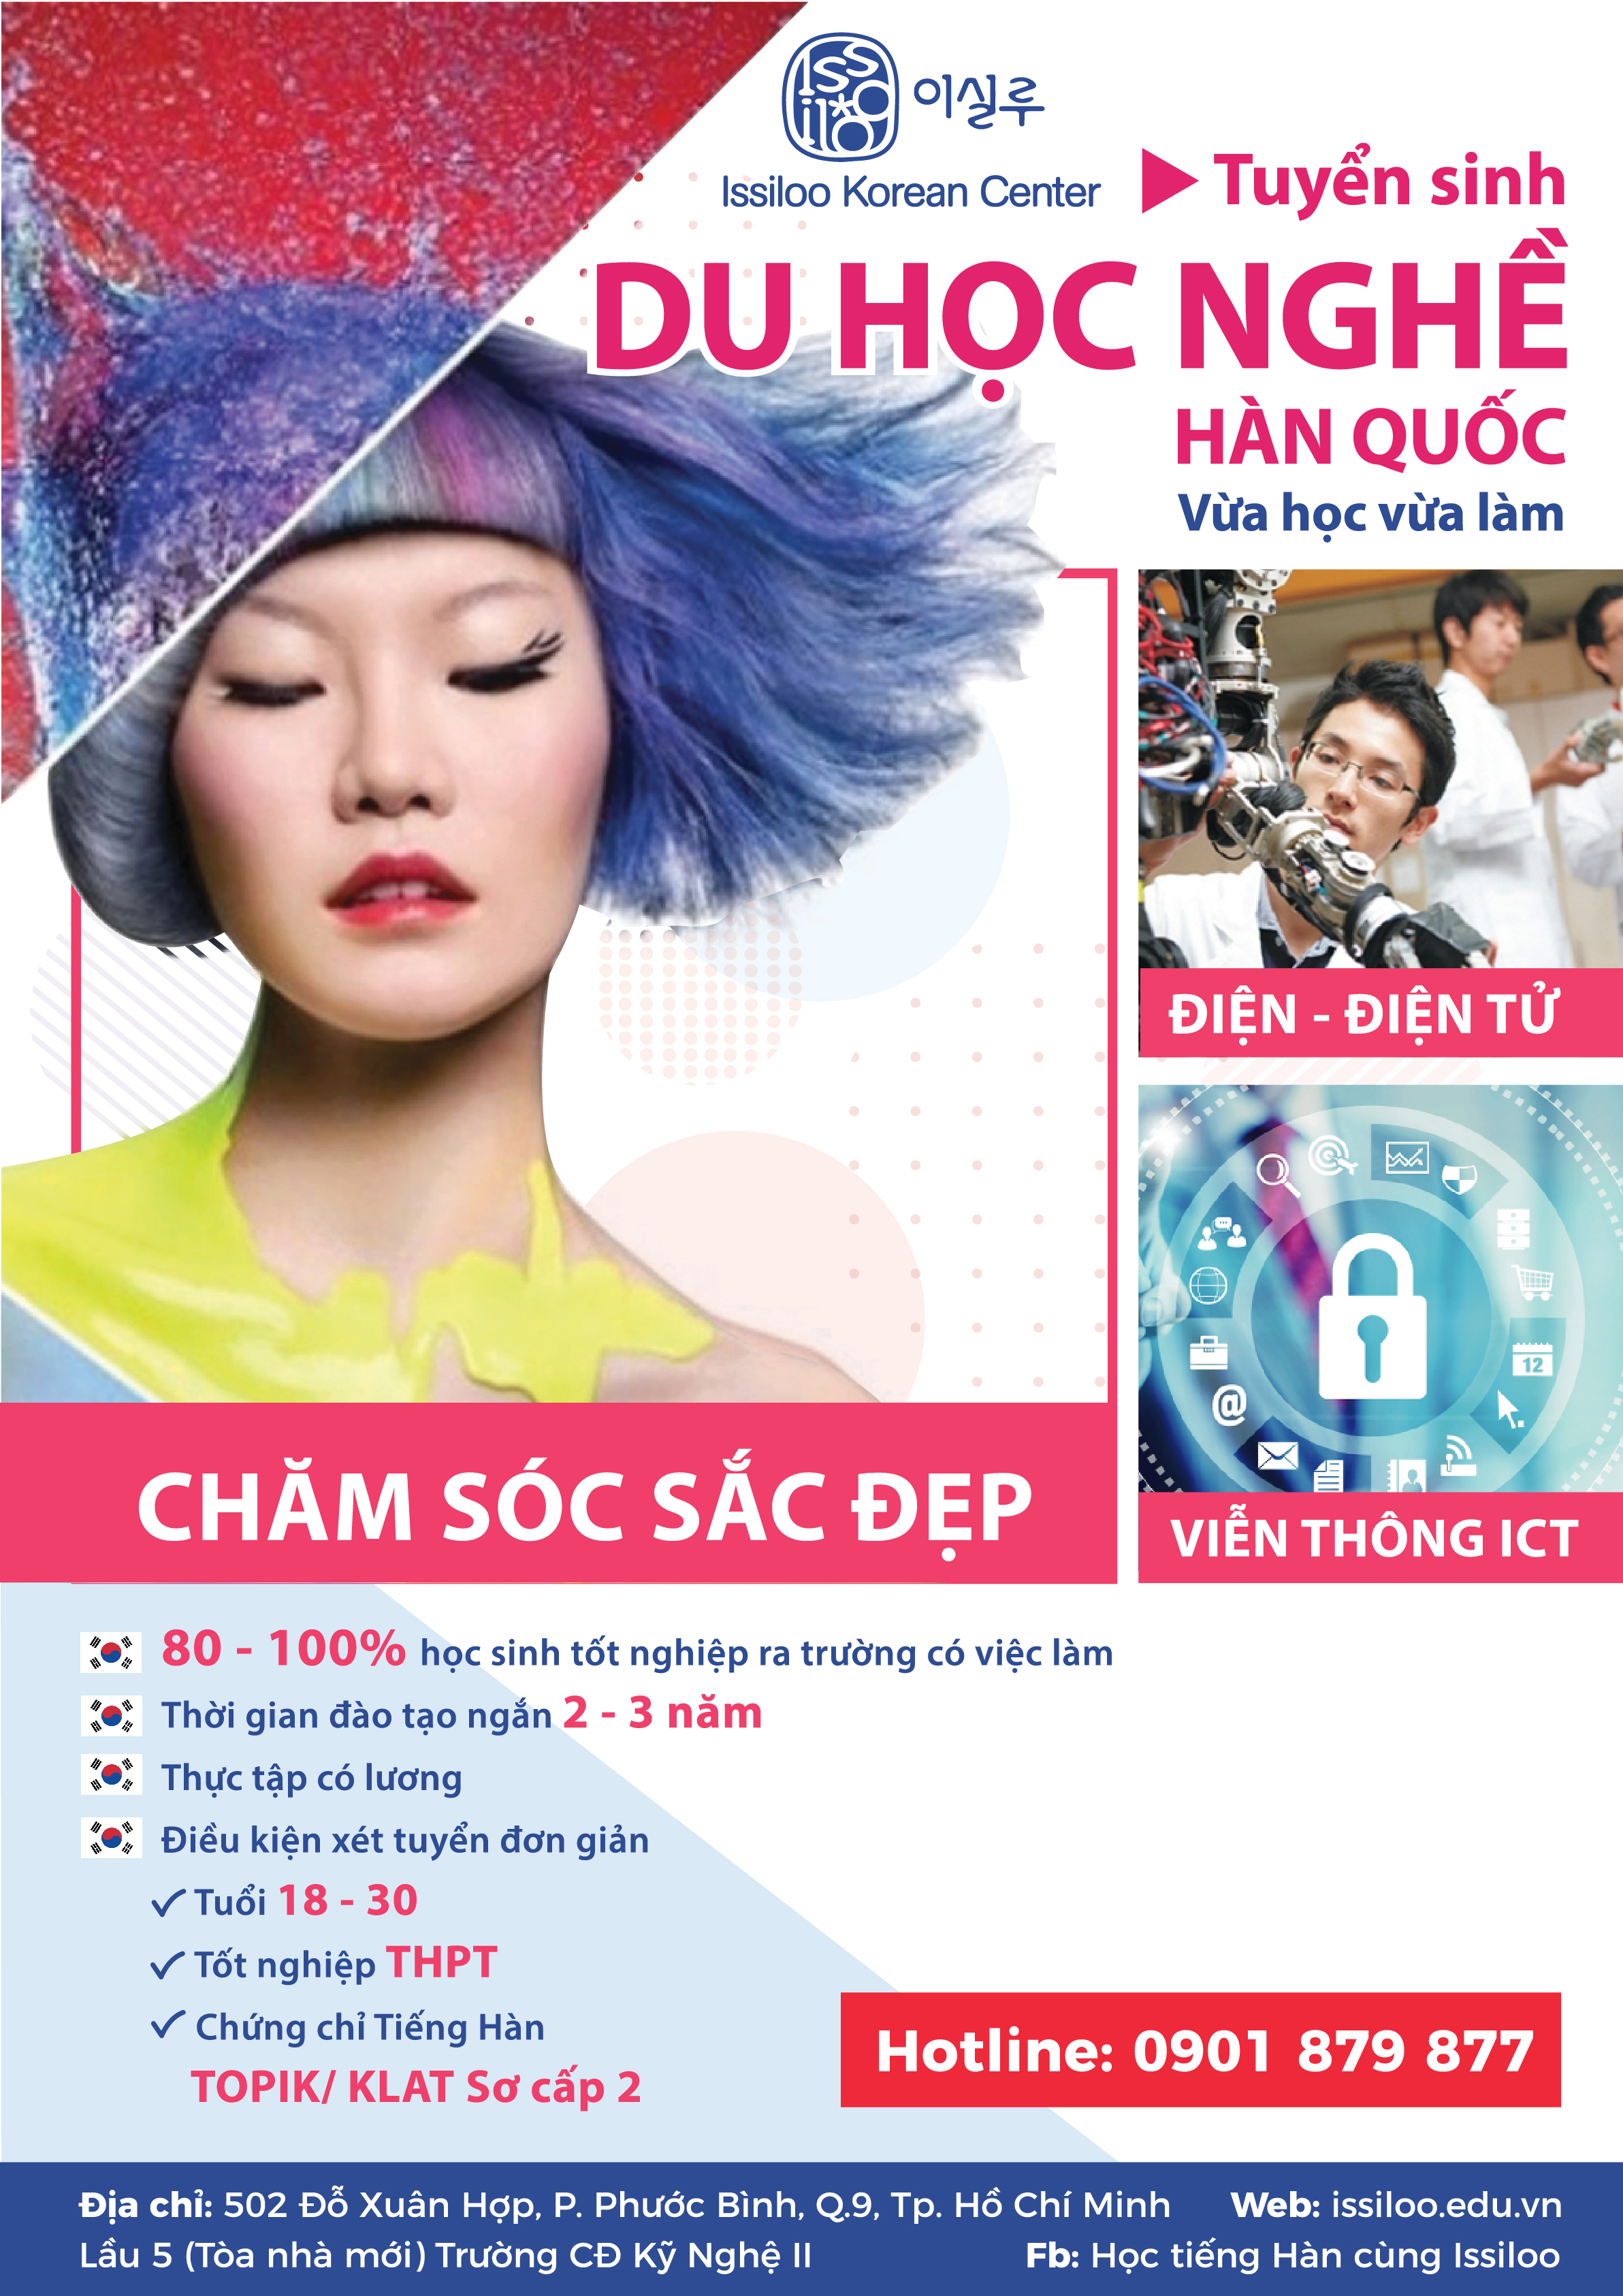 Issiloo 이실루
Issiloo Korean Center
Tuyển sinh
DU HỌC NGHỀ
HÀN QUỐC
Vừa học vừa làm
ĐIỆN - ĐIỆN TỬ
@
12
CHĂM SÓC SẮC ĐẸP
VIỄN THÔNG ICT
80 - 100% học sinh tốt nghiệp ra trường có việc làm
Thời gian đào tạo ngắn 2 - 3 năm
Thực tập có lương
Điều kiện xét tuyển đơn giản
Tuổi 18 - 30
Tốt nghiệp THPT
Chứng chỉ Tiếng Hàn
TOPIK/ KLAT Sơ cấp 2
Hotline: 0901 879 877
Địa chỉ: 502 Đỗ Xuân Hợp, P. Phước Bình, Q.9, Tp. Hồ Chí Minh
Lầu 5 (Tòa nhà mới) Trường CĐ Kỹ Nghệ II
Web: issiloo.edu.vn
Fb: Học tiếng Hàn cùng Issiloo